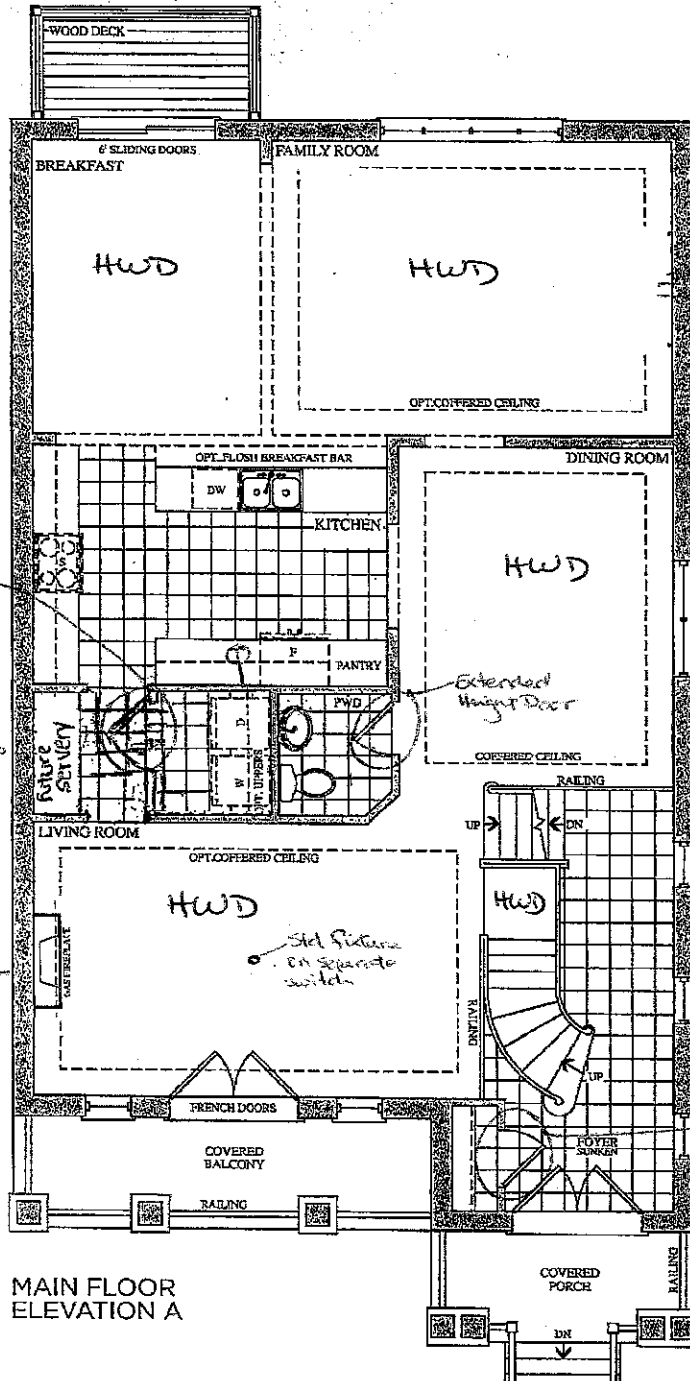 WOOD DECK
6' SLIDING DOORS
BREAKFAST
FAMILY ROOM
HWD
HWD
OPT. COFFERED CEILING
OPT. FLUSH BREAKFAST BAR
DINING ROOM
DW
KITCHEN
S
HWD
F
PANTRY
PWD
Extended
Height Door
D
W
OPT. UPPERS
Future
Servery
COFFERED CEILING
RAILING
UP
DN
LIVING ROOM
OPT. COFFERED CEILING
HWD
HWD
Std fixture
on separate
switch
GAS FIREPLACE
RAILING
UP
FRENCH DOORS
FOYER
SUNKEN
COVERED
BALCONY
RAILING
COVERED
PORCH
RAILING
DN
MAIN FLOOR
ELEVATION A